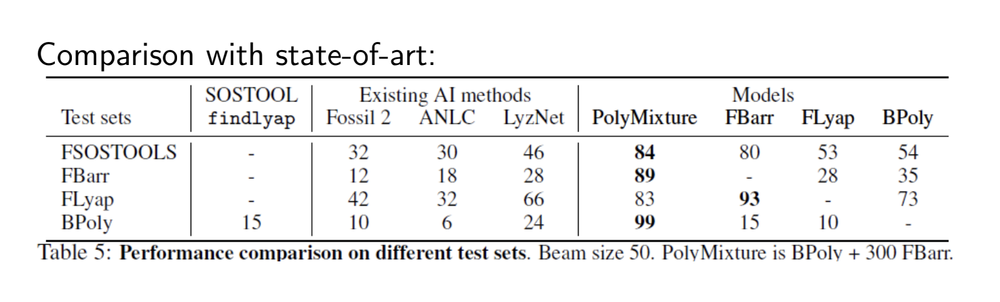 Comparison with state-of-art:
SOSTOOL Existing AI methods Models
Test sets findlyap Fossil 2 ANLC LyzNet PolyMixture FBarr FLyap BPoly
FSOSTOOLS - 32 30 46 84 80 53 54
FBarr - 12 18 28 89 - 28 35
FLyap - 42 32 66 83 93 - 73
BPoly 15 10 6 24 99 15 10 -
Table 5: Performance comparison on different test sets. Beam size 50. PolyMixture is BPoly + 300 FBarr.